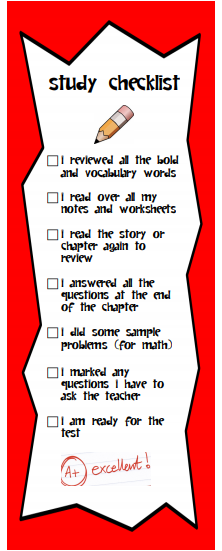 study checklist
I reviewed all the bold
and vocabulary words
I read over all my
notes and worksheets
I read the story or
chapter again to
review
I answered all the
questions at the end
of the chapter
I did some sample
problems (for math)
I marked any
questions I have to
ask the teacher
I am ready for the
test
A+ excellent!